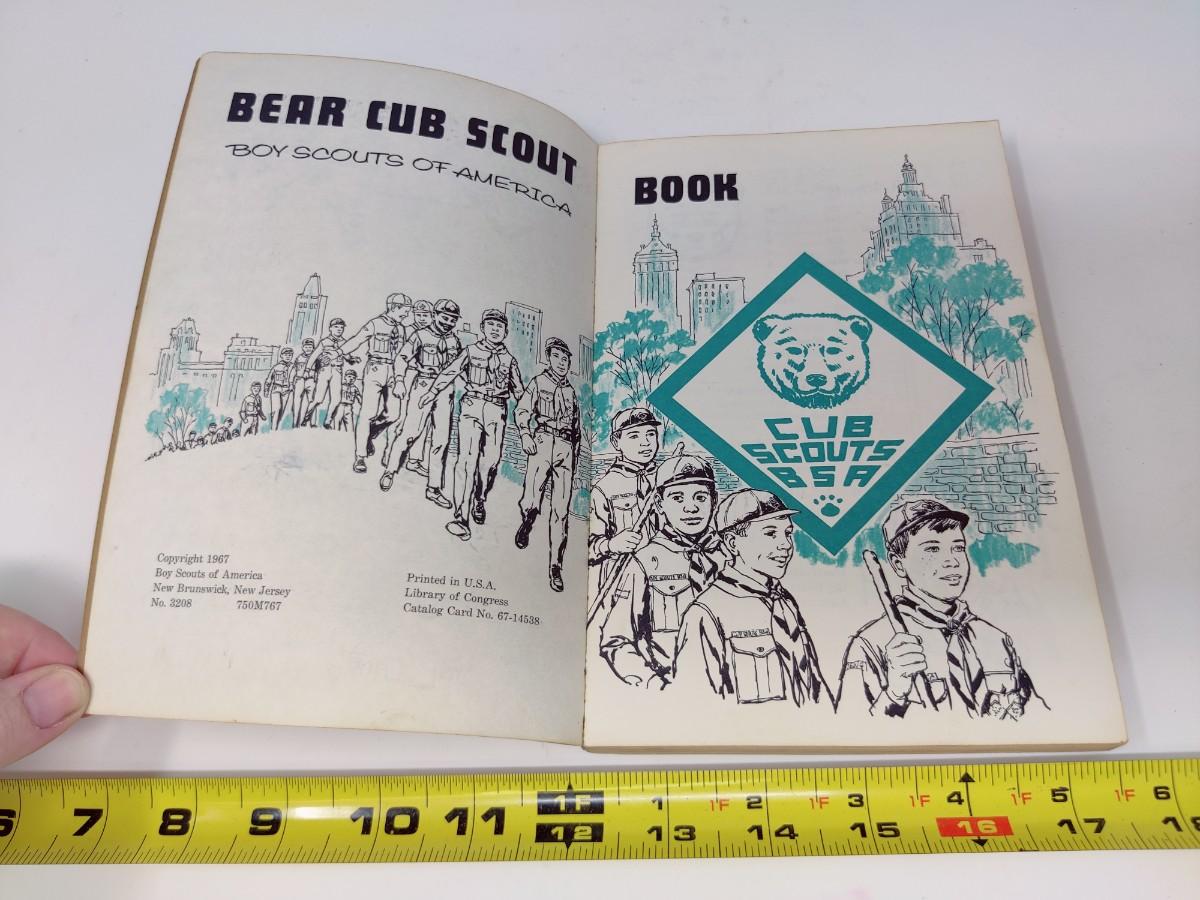 BEAR CUB SCOUT
BOY SCOUTS OF AMERICA
Copyright 1967
Boy Scouts of America
New Brunswick, New Jersey
No. 3208 750M767
Printed in U.S.A.
Library of Congress
Catalog Card No. 67-14538
BOOK
CUB
SCOUTS
BSA
1F 1 1F 2 1F 3 1F 4 1F 5 1F 6
6 7 8 9 10 11 12 13 14 15 16 17 18